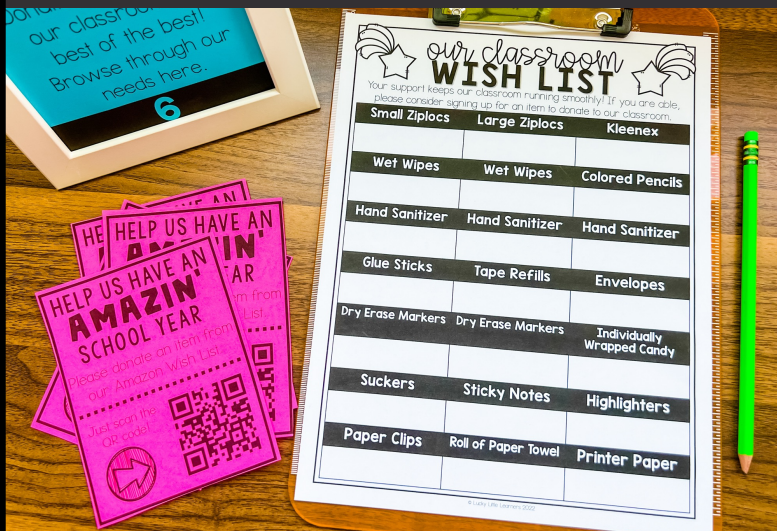 our classroom
best of the best!
Browse through our
needs here.
6
HELP US HAVE AN
HELP US HAVE AN
AMAZIN'
SCHOOL YEAR
Please donate an item from
our Amazon Wish List.
Just scan the
QR code!
our classroom
WISH LIST
Your support keeps our classroom running smoothly! If you are able,
please consider signing up for an item to donate to our classroom.
Small Ziplocs Large Ziplocs Kleenex
Wet Wipes Wet Wipes Colored Pencils
Hand Sanitizer Hand Sanitizer Hand Sanitizer
Glue Sticks Tape Refills Envelopes
Dry Erase Markers Dry Erase Markers Individually
Wrapped Candy
Suckers Sticky Notes Highlighters
Paper Clips Roll of Paper Towel Printer Paper
© Lucky Little Learners 2022